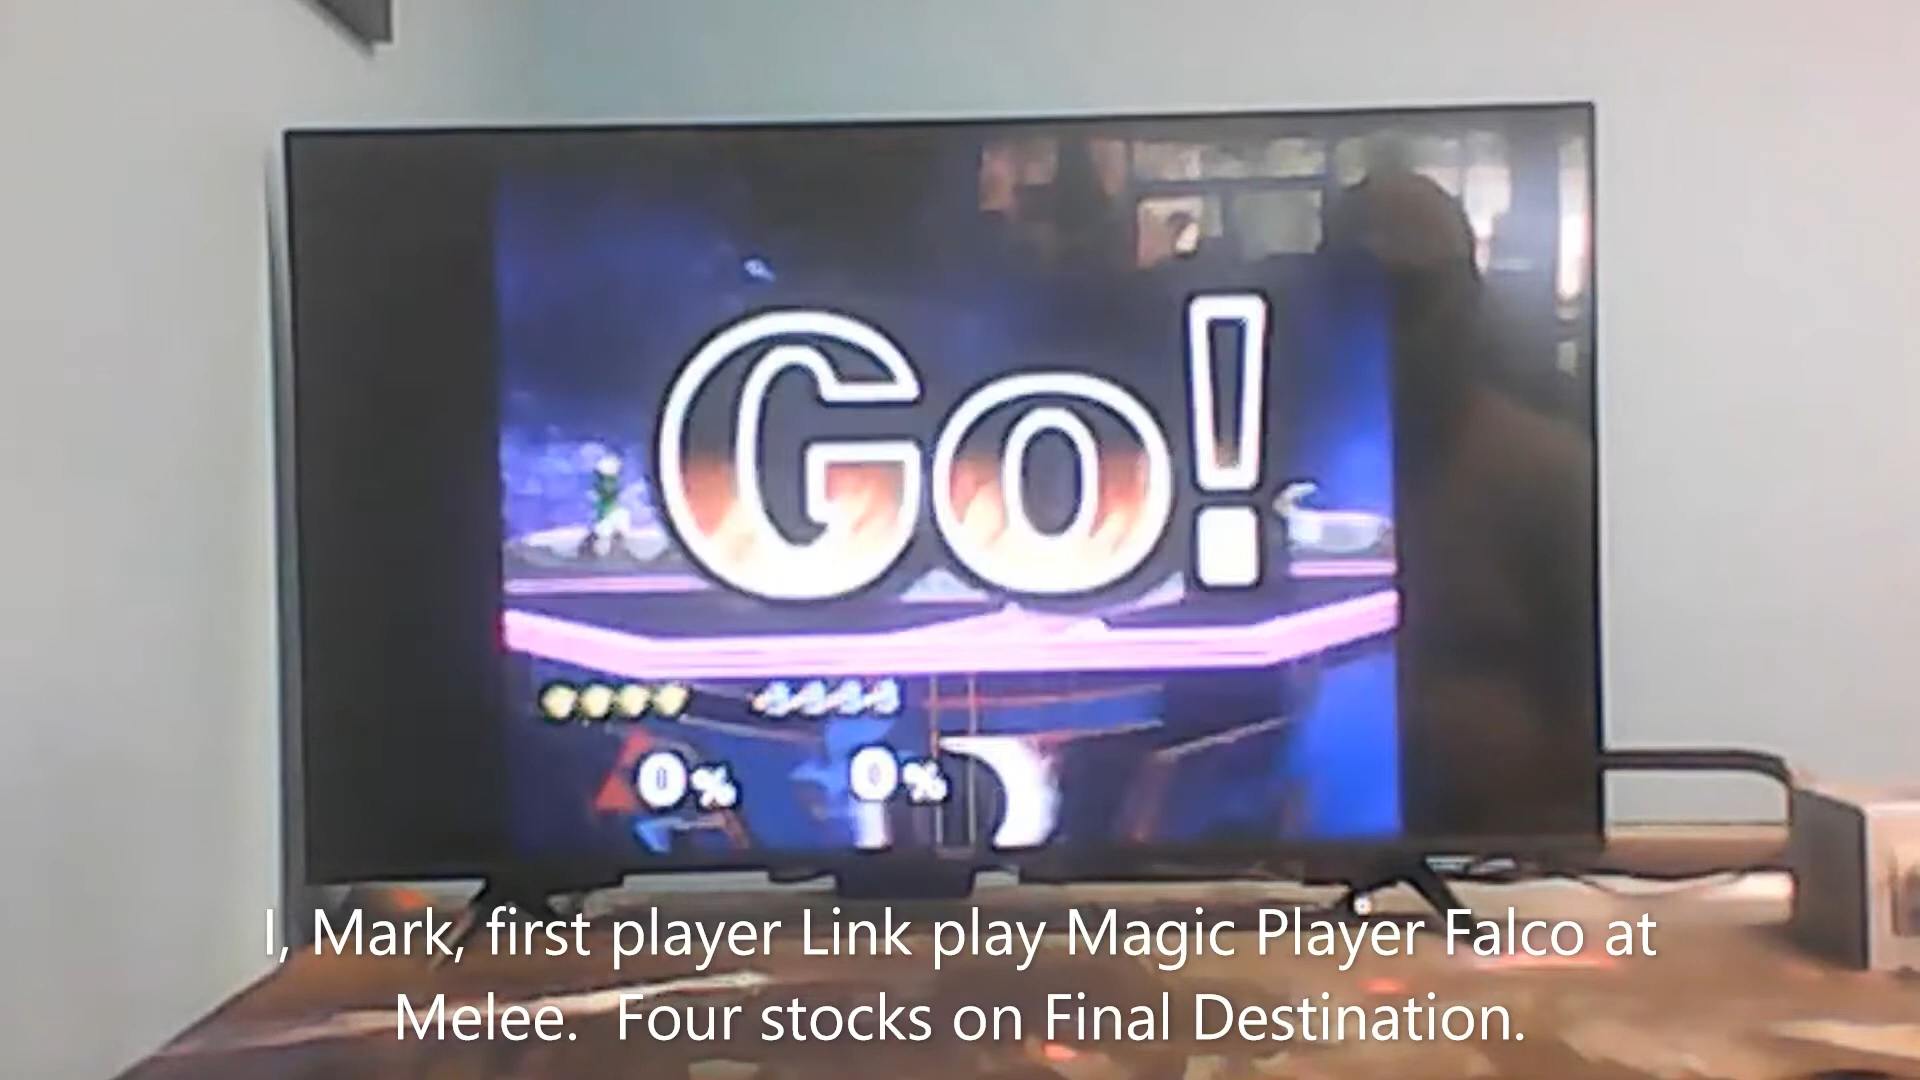 Go!
0%
0%
I, Mark, first player Link play Magic Player Falco at
Melee.  Four stocks on Final Destination.